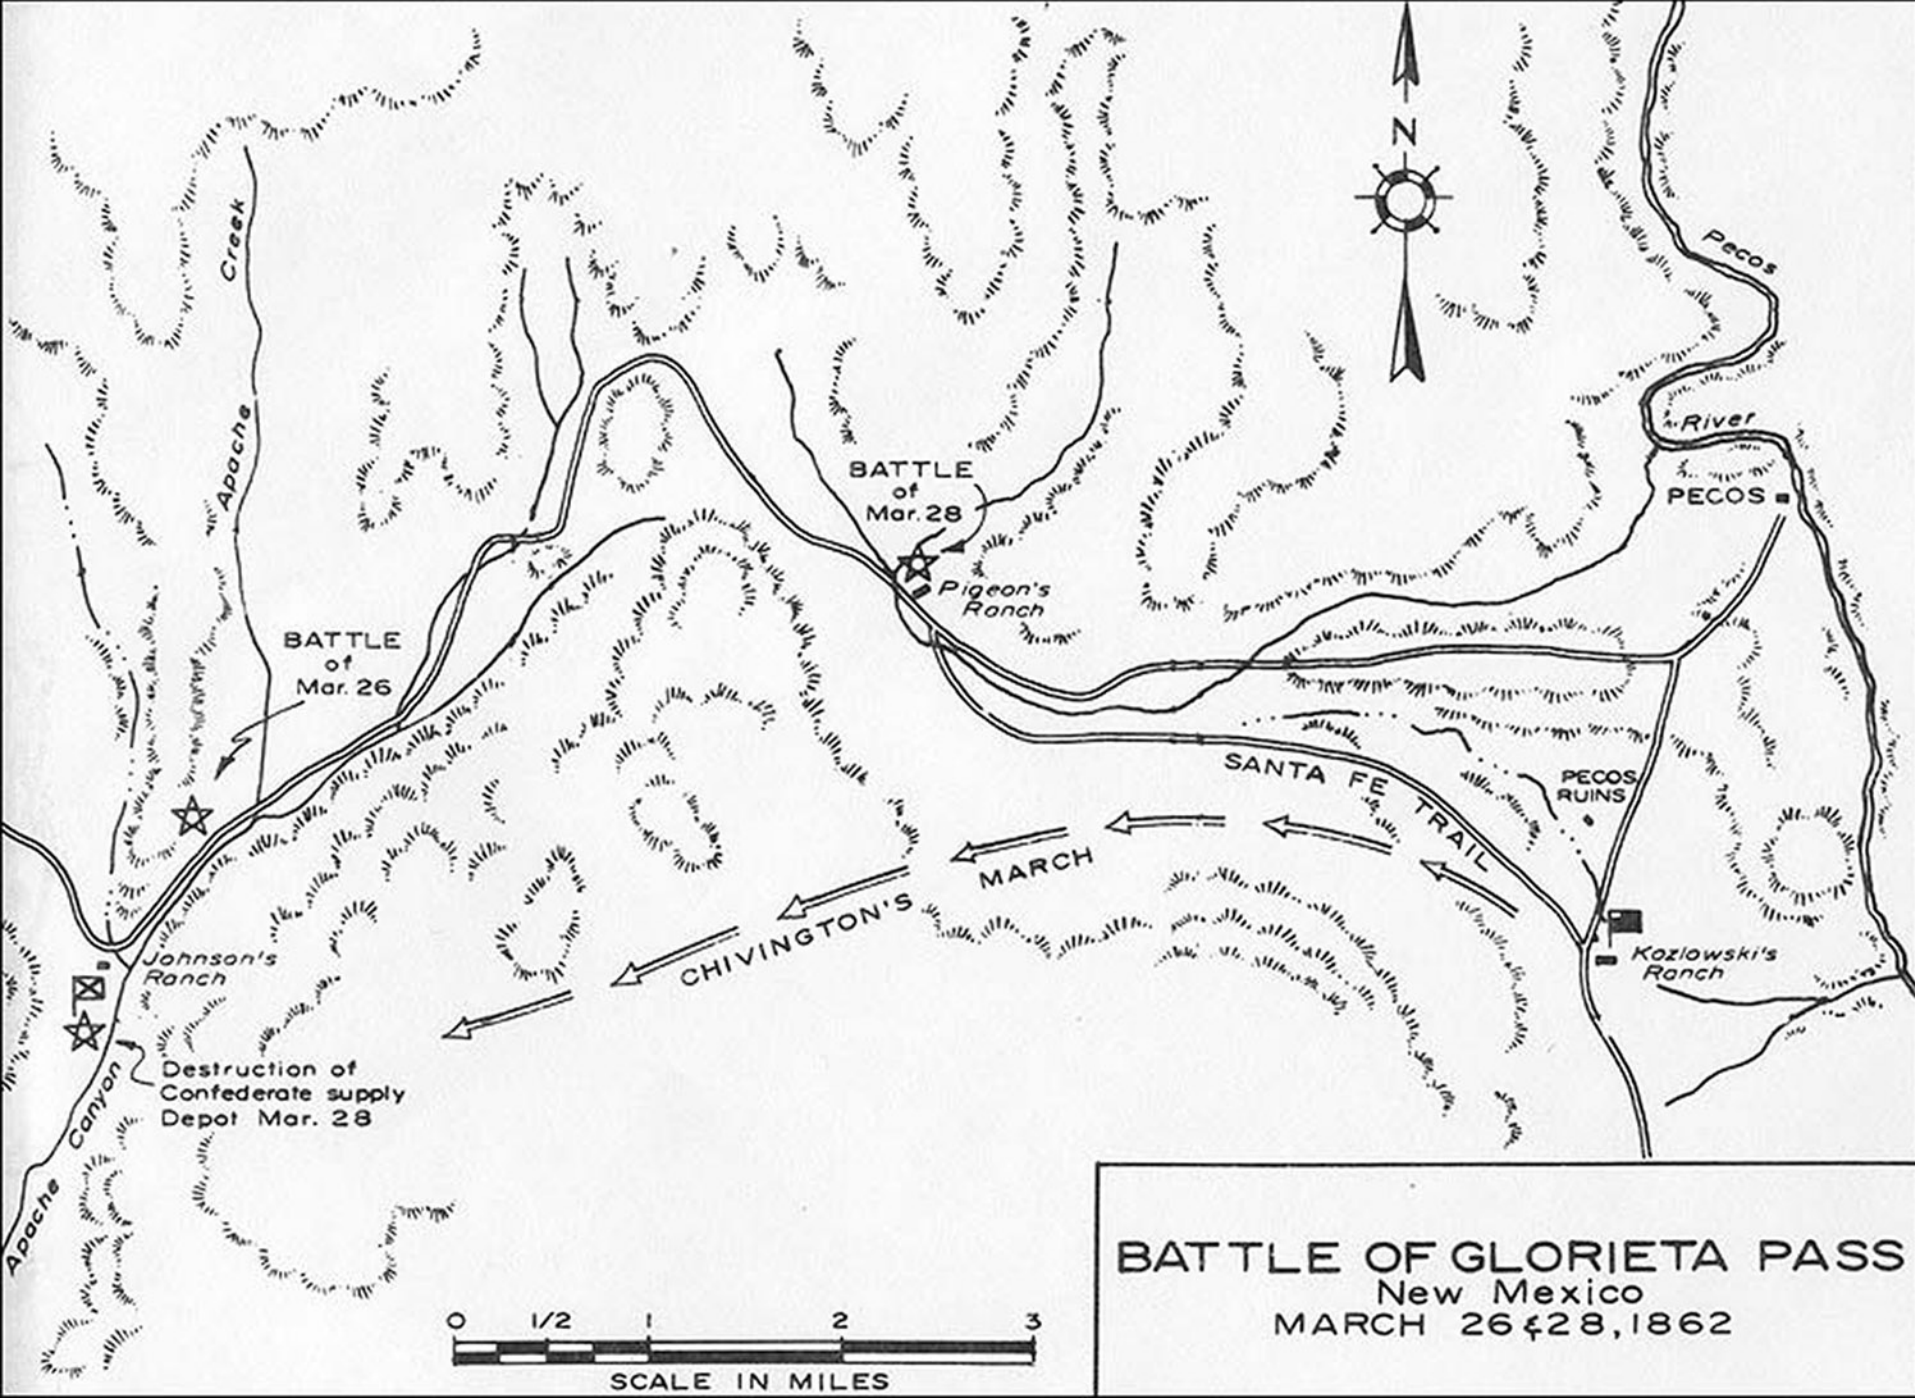 N
Pecos
River
PECOS
Creek
Apache
BATTLE
of
Mar. 28
Pigeon's
Ranch
BATTLE
of
Mar. 26
SANTA FE TRAIL
PECOS
RUINS
MARCH
CHIVINGTON'S
Kozlowski's
Ranch
Johnson's
Ranch
Destruction of
Confederate supply
Depot Mar. 28
Canyon
Apache
0 1/2 1 2 3
SCALE IN MILES
BATTLE OF GLORIETA PASS
New Mexico
MARCH 26 & 28, 1862